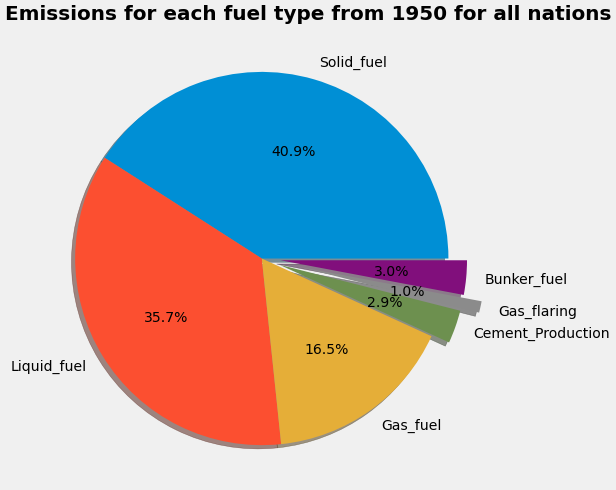 Emissions for each fuel type from 1950 for all nations
Solid_fuel
40.9%
3.0%
Bunker_fuel
1.0%
Gas_flaring
2.9%
Cement_Production
35.7%
16.5%
Liquid_fuel
Gas_fuel